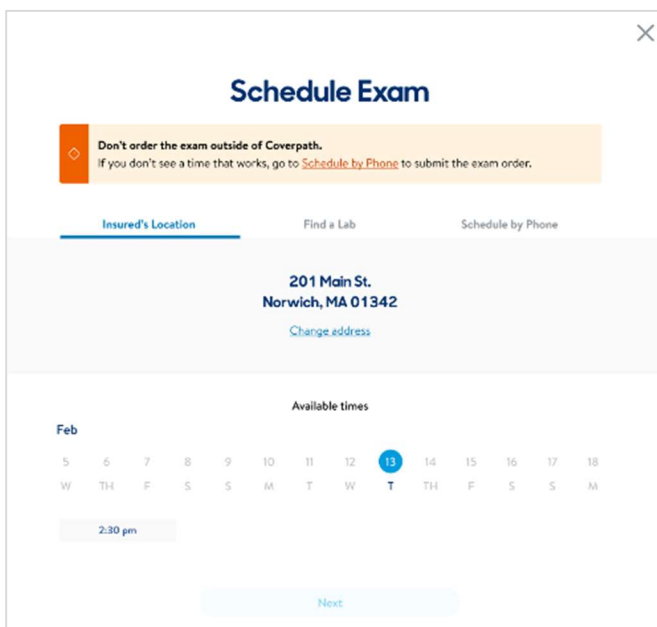 Schedule Exam
Don't order the exam outside of Coverpath.
If you don't see a time that works, go to Schedule by Phone to submit the exam order.
Insured's Location Find a Lab Schedule by Phone
201 Main St.
Norwich, MA 01342
Change address
Available times
Feb
5 6 7 8 9 10 11 12 13 14 15 16 17 18
W TH F S S M T W T TH F S S M
2:30 pm
Next